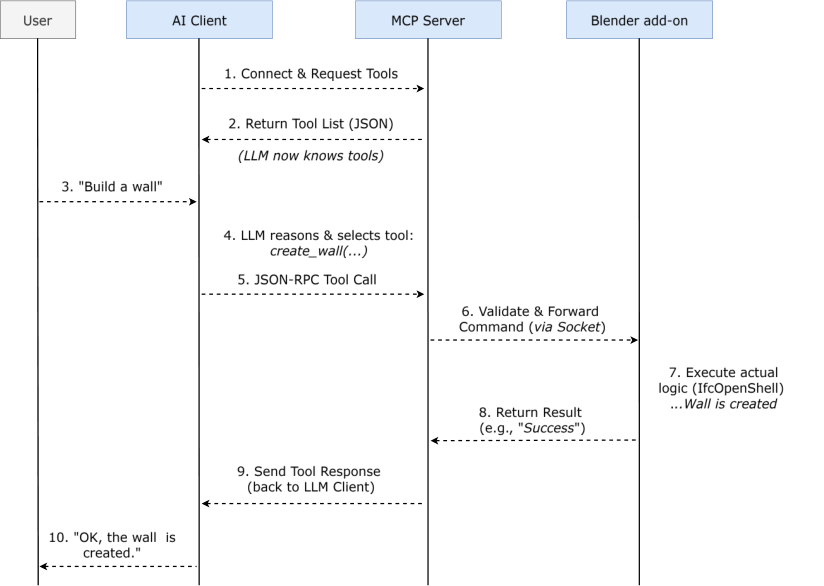 User
AI Client
MCP Server
Blender add-on
1. Connect & Request Tools
2. Return Tool List (JSON)
(LLM now knows tools)
3. "Build a wall"
4. LLM reasons & selects tool:
create_wall(...)
5. JSON-RPC Tool Call
6. Validate & Forward
Command (via Socket)
7. Execute actual
logic (IfcOpenShell)
...Wall is created
8. Return Result
(e.g., "Success")
9. Send Tool Response
(back to LLM Client)
10. "OK, the wall is
created."